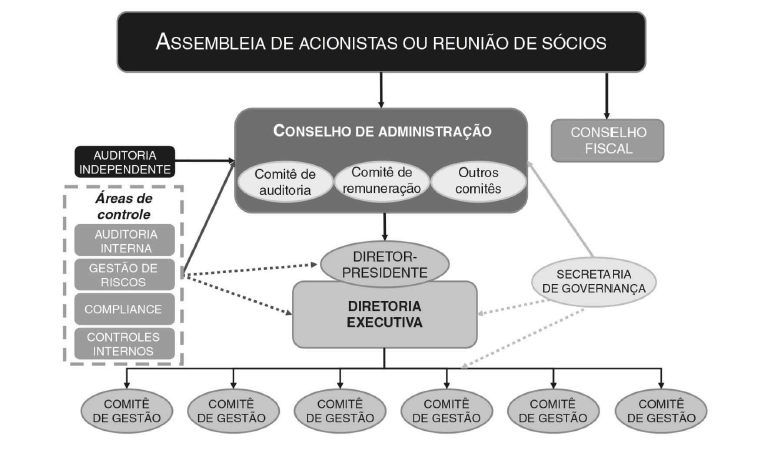 ASSEMBLEIA DE ACIONISTAS OU REUNIÃO DE SÓCIOS
CONSELHO DE ADMINISTRAÇÃO
Comitê de
auditoria
Comitê de
remuneração
Outros
comitês
CONSELHO
FISCAL
AUDITORIA
INDEPENDENTE
Áreas de
controle
AUDITORIA
INTERNA
GESTÃO DE
RISCOS
COMPLIANCE
CONTROLES
INTERNOS
DIRETOR-
PRESIDENTE
DIRETORIA
EXECUTIVA
SECRETARIA
DE GOVERNIANÇA
COMITÊ
DE GESTÃO
COMITÊ
DE GESTÃO
COMITÊ
DE GESTÃO
COMITÊ
DE GESTÃO
COMITÊ
DE GESTÃO
COMITÊ
DE GESTÃO